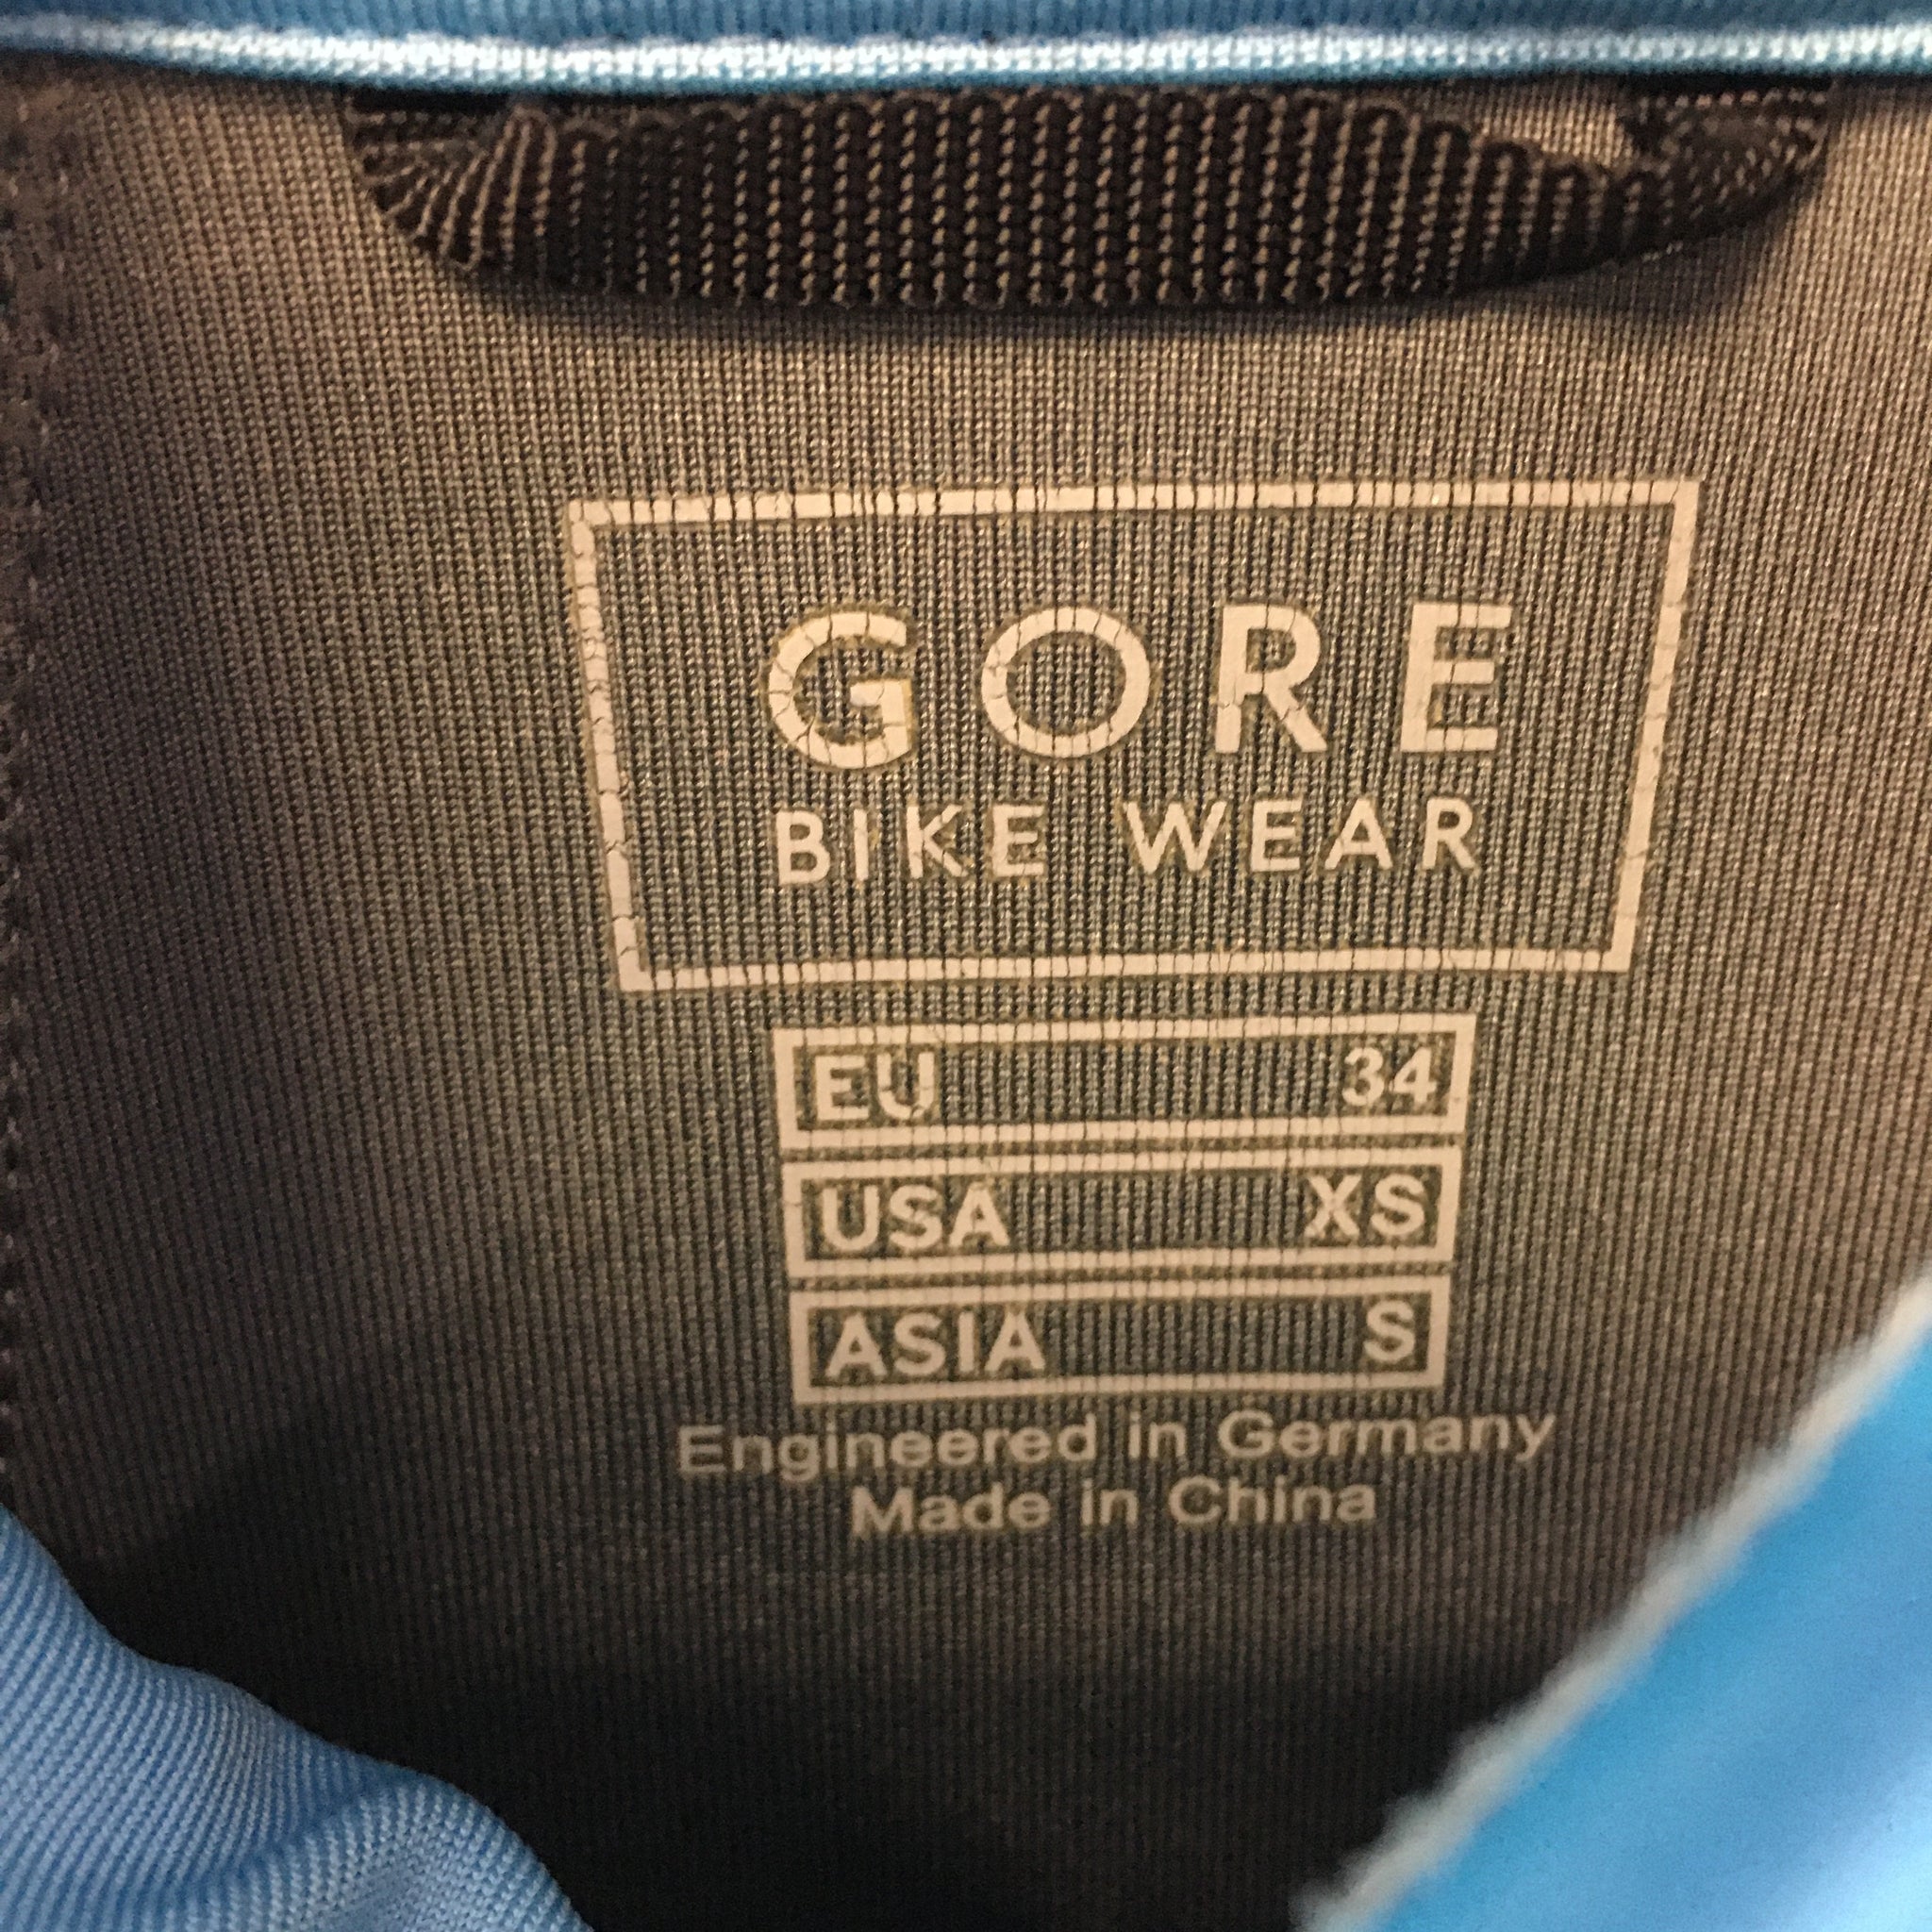 GORE
BIKE WEAR
EU 34
USA XS
ASIA S
Engineered in Germany
Made in China